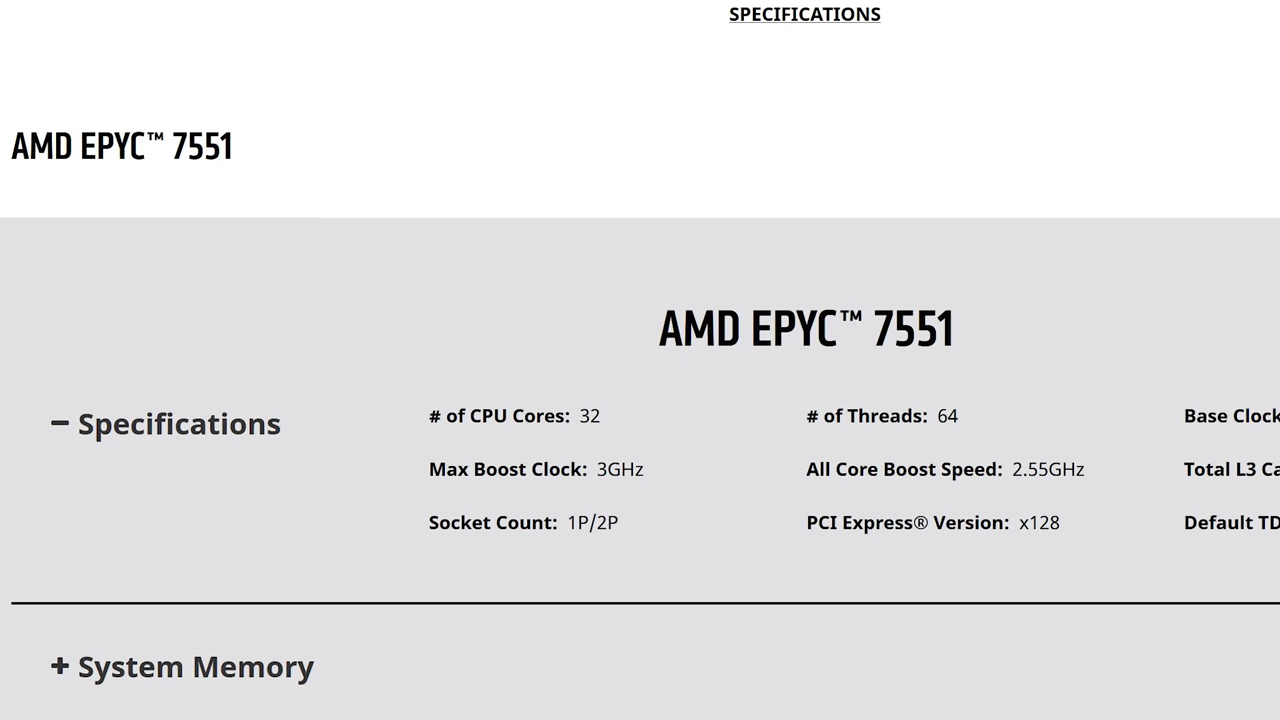 SPECIFICATIONS
AMD EPYC™ 7551
AMD EPYC™ 7551
− Specifications
# of CPU Cores: 32
# of Threads: 64
Base Clock
Max Boost Clock: 3GHz
All Core Boost Speed: 2.55GHz
Total L3 Ca
Socket Count: 1P/2P
PCI Express® Version: x128
Default TD
+ System Memory